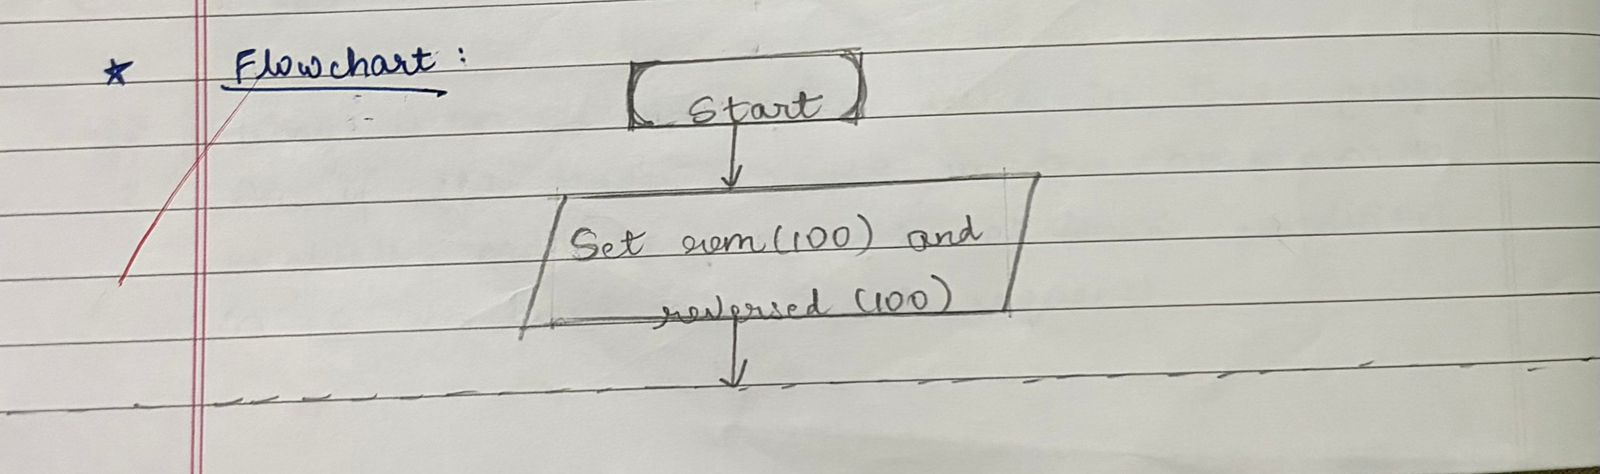 ★ Flowchart :
Start
Set rem(100) and
reversed (100)